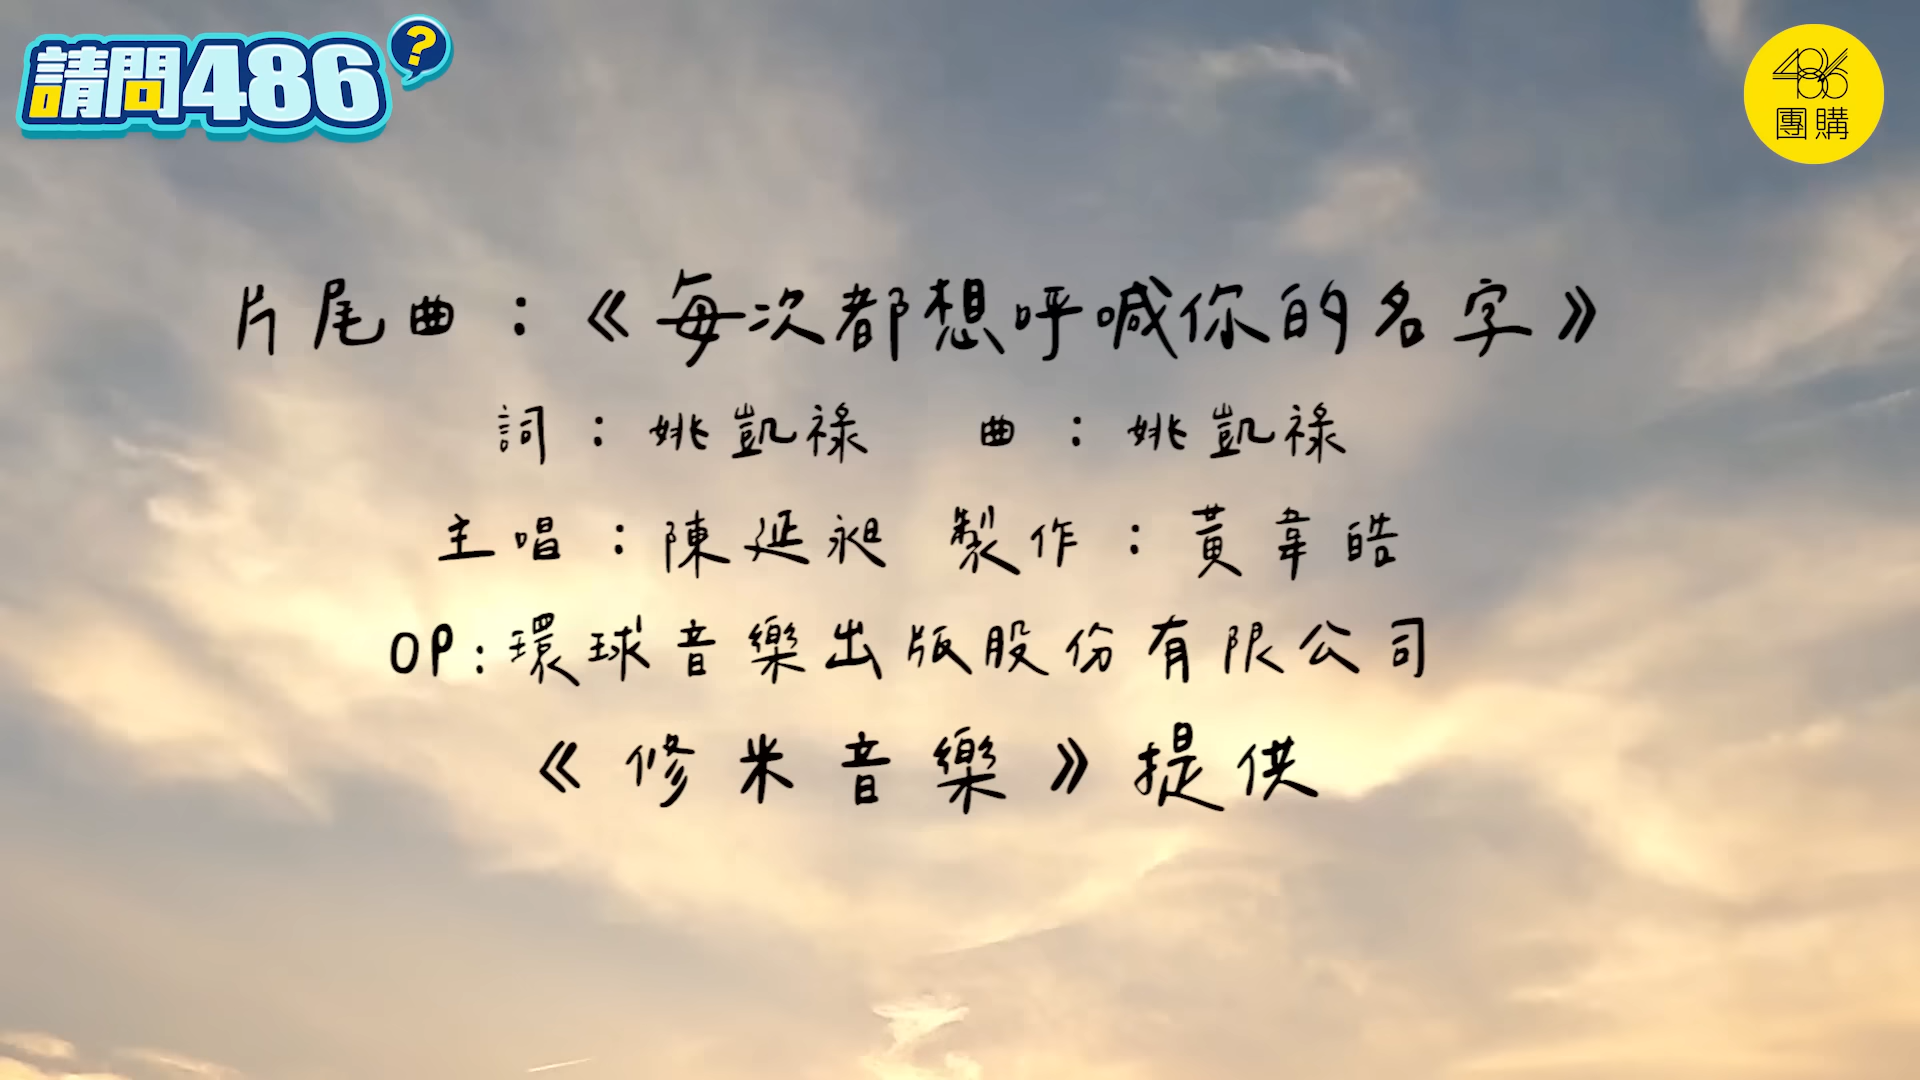 請問486?
486
團購
片尾曲：《每次都想呼喊你的名字》
詞：姚凱祿 曲：姚凱祿
主唱：陳延昶 製作：黃韋皓
OP:環球音樂出版股份有限公司
《修米音樂》提供